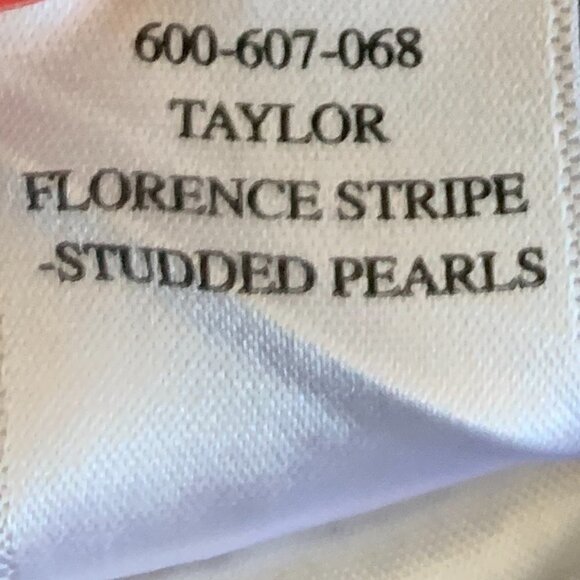 600-607-068
TAYLOR
FLORENCE STRIPE
-STUDDED PEARLS